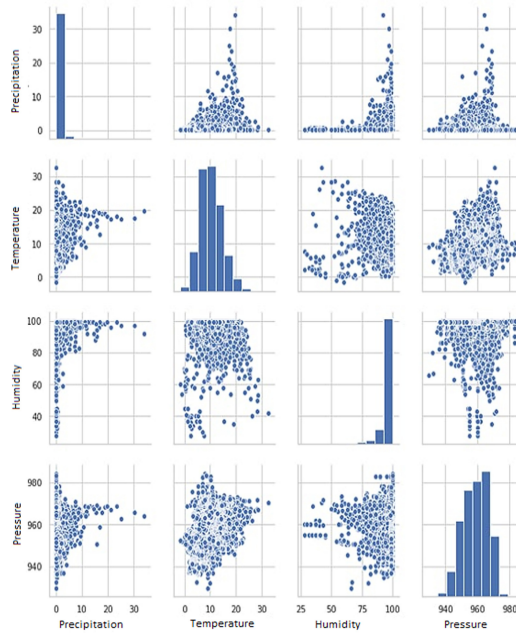 Precipitation
30
20
10
0
Temperature
30
20
10
0
Humidity
100
80
60
40
Pressure
980
960
940
0 10 20 30
0 10 20 30
25 50 75 100
940 960 980
Precipitation Temperature Humidity Pressure